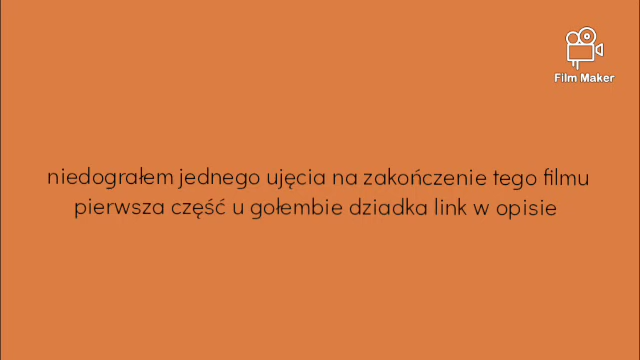 Film Maker
niedograłem jednego ujęcia na zakończenie tego filmu
pierwsza część u gołembie dziadka link w opisie